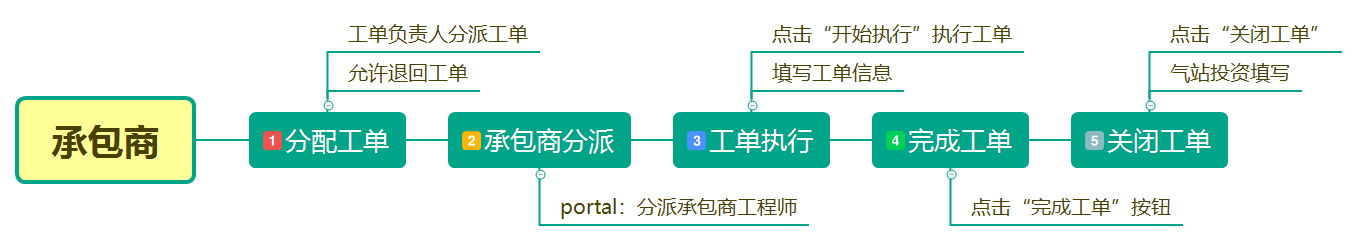 工单负责人分派工单
允许退回工单
点击“开始执行”执行工单
填写工单信息
点击“关闭工单”
气站投资填写
承包商
1 分配工单
2 承包商分派
3 工单执行
4 完成工单
5 关闭工单
portal：分派承包商工程师
点击“完成工单”按钮